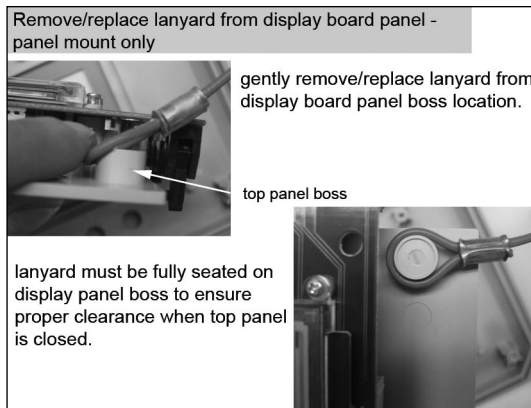 Remove/replace lanyard from display board panel -
panel mount only
gently remove/replace lanyard from
display board panel boss location.
top panel boss
lanyard must be fully seated on
display panel boss to ensure
proper clearance when top panel
is closed.